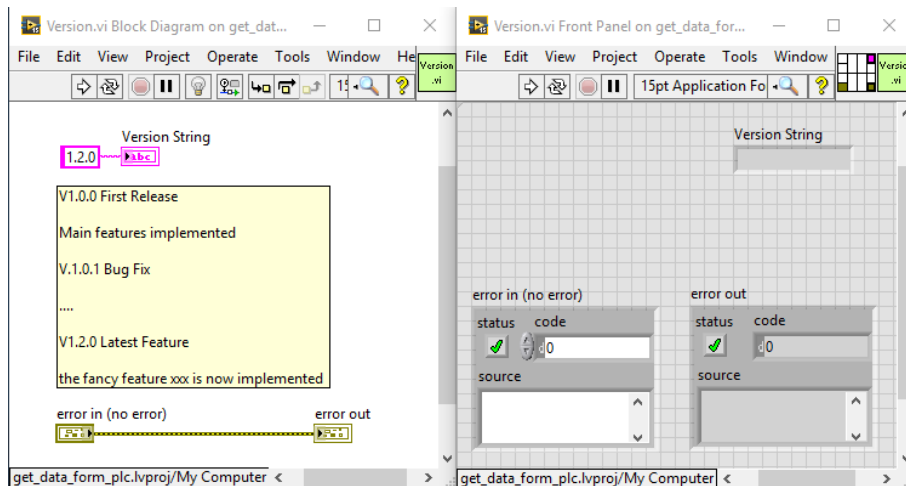 Version.vi Block Diagram on get_dat...
File Edit View Project Operate Tools Window He
Version
.vi
Version String
1.2.0
abc
V1.0.0 First Release
Main features implemented
V.1.0.1 Bug Fix
....
V1.2.0 Latest Feature
the fancy feature xxx is now implemented
error in (no error)
error out
get_data_form_plc.lvproj/My Computer
Version.vi Front Panel on get_data_for...
File Edit View Project Operate Tools Window
Versio
.vi
15pt Application Fo
Version String
error in (no error)
error out
status code
0
source
status code
0
source
get_data_form_plc.lvproj/My Computer